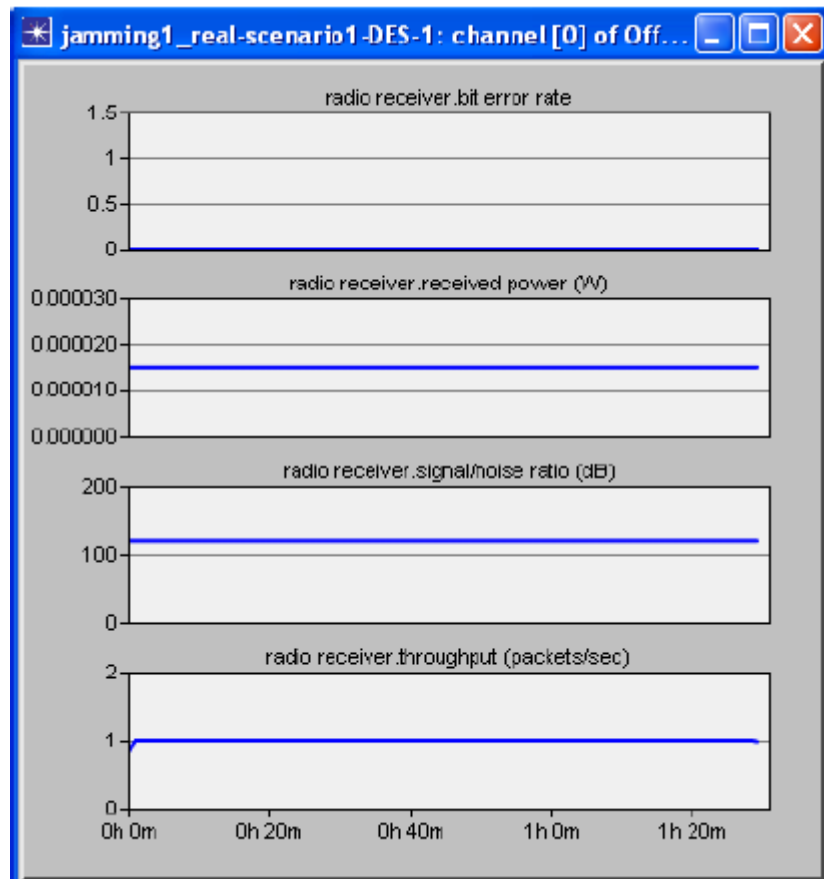 jamming1_real-scenario1-DES-1: channel [0] of Off...
radio receiver.bit error rate
1.5
1
0.5
0
radio receiver.received power (W)
0.000030
0.000020
0.000010
0.000000
radio receiver.signal/noise ratio (dB)
200
100
0
radio receiver.throughput (packets/sec)
2
1
0
0h 0m 0h 20m 0h 40m 1h 0m 1h 20m